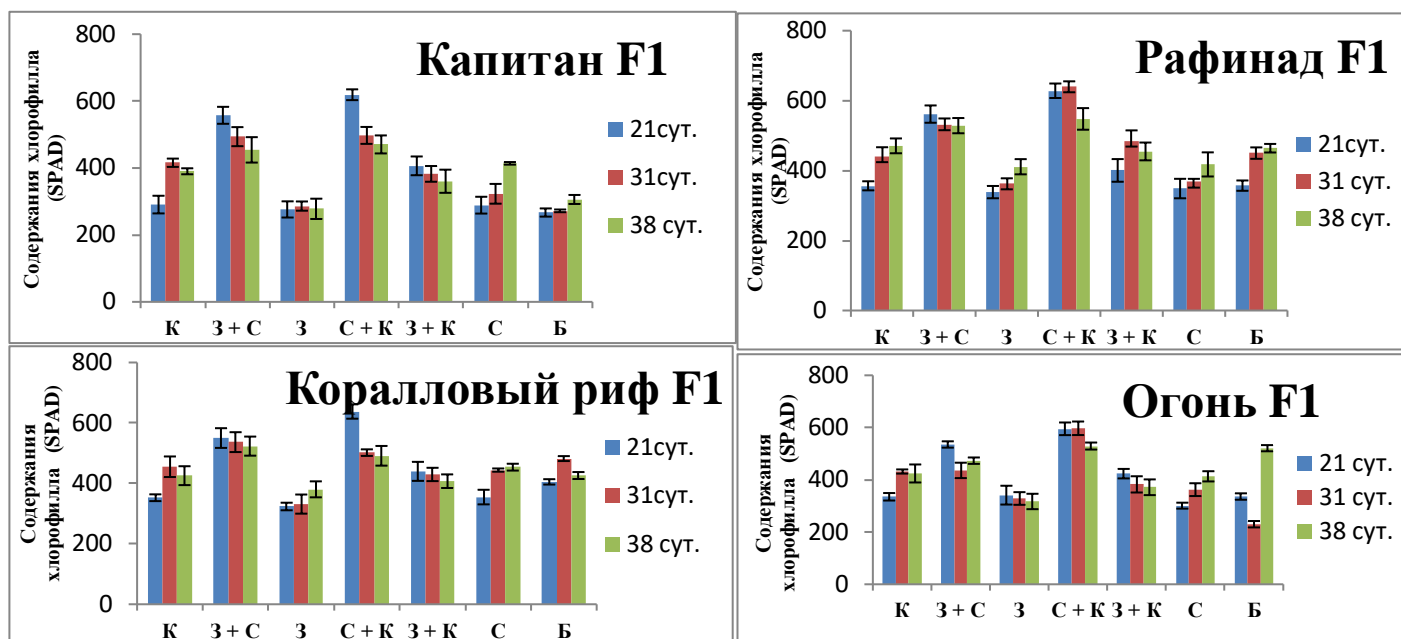 Капитан F1
Содержания хлорофилла
(SPAD)
800
600
400
200
0
К З + С З С + К З + К С Б
21сут.
31сут.
38 сут.
Рафинад F1
Содержания хлорофилла
(SPAD)
800
600
400
200
0
К З + С З С + К З + К С Б
21сут.
31 сут.
38 сут.
Коралловый риф F1
Содержания
хлорофилла (SPAD)
800
600
400
200
0
К З + С З С + К З + К С Б
21сут.
31сут.
38 сут.
Огонь F1
Содержания
хлорофилла (SPAD)
800
600
400
200
0
К З + С З С + К З + К С Б
21 сут.
31 сут.
38 сут.